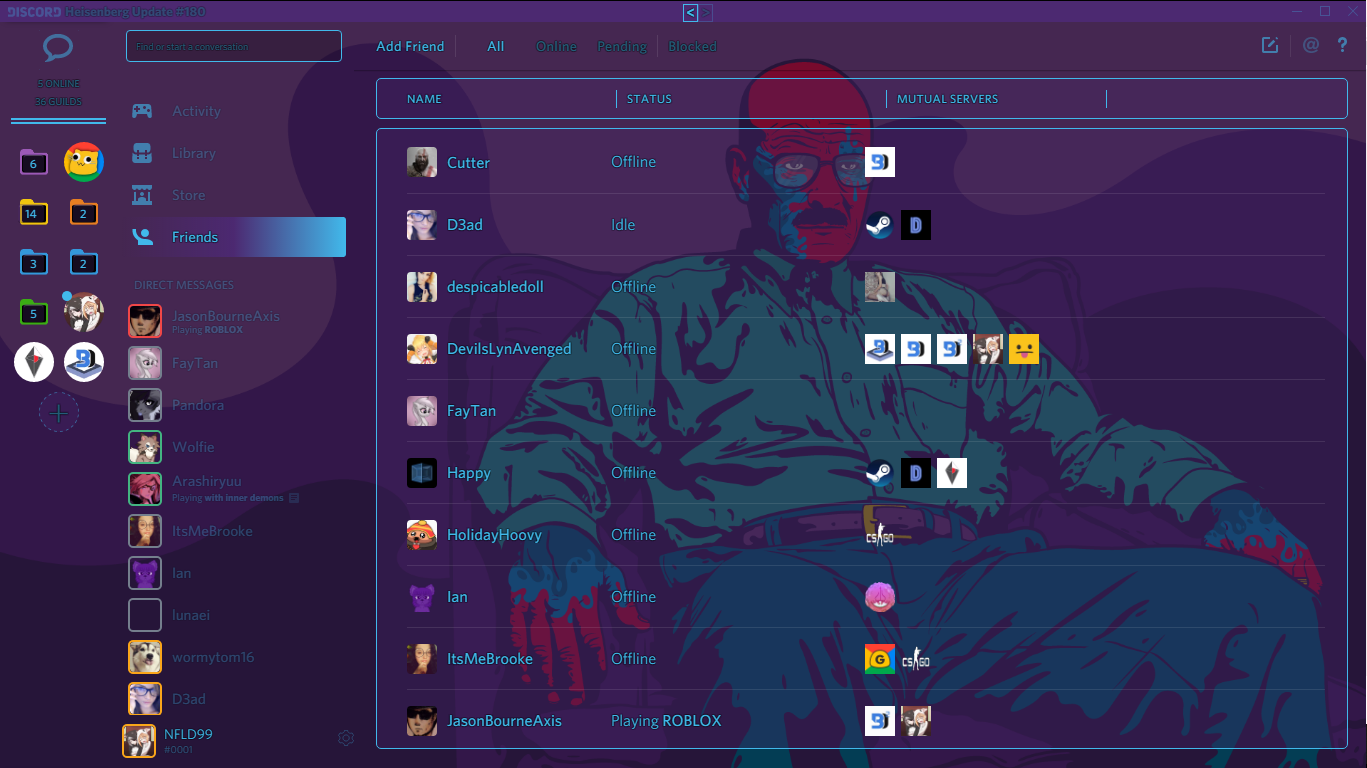 DISCORD Heisenberg Update #180
< >
Find or start a conversation
5 ONLINE
36 GUILDS
6
14
2
3
2
5
Activity
Library
Store
Friends
DIRECT MESSAGES
JasonBourneAxis
Playing ROBLOX
FayTan
Pandora
Wolfie
Arashiryuu
Playing with inner demons
ItsMeBrooke
Ian
lunaei
wormytom16
D3ad
NFLD99
#0001
Add Friend All Online Pending Blocked @ ?
NAME STATUS MUTUAL SERVERS
Cutter Offline
D3ad Idle D
despicabledoll Offline
DevilsLynAvenged Offline
FayTan Offline
Happy Offline D
HolidayHoovy Offline CS GO
Ian Offline
ItsMeBrooke Offline G CS GO
JasonBourneAxis Playing ROBLOX